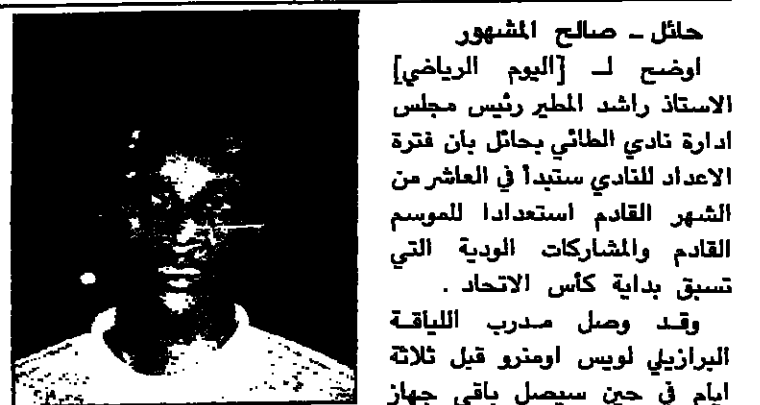 حائل ـ صالح المشهور
اوضح لـ [اليوم الرياضي]
الاستاذ راشد المطير رئيس مجلس
ادارة نادي الطائي بحائل بان فترة
الاعداد للنادي ستبدأ في العاشر من
الشهر القادم استعدادا للموسم
القادم والمشاركات الودية التي
تسبق بداية كأس الاتحاد .
وقد وصل مدرب اللياقة
البرازيلي لويس اومنرو قبل ثلاثة
ايام في حين سيصل باقي جهاز